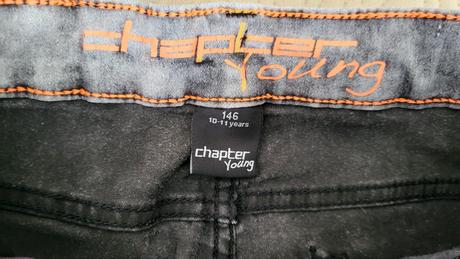 chapter
Young
146
10-11 years
chapter
Young